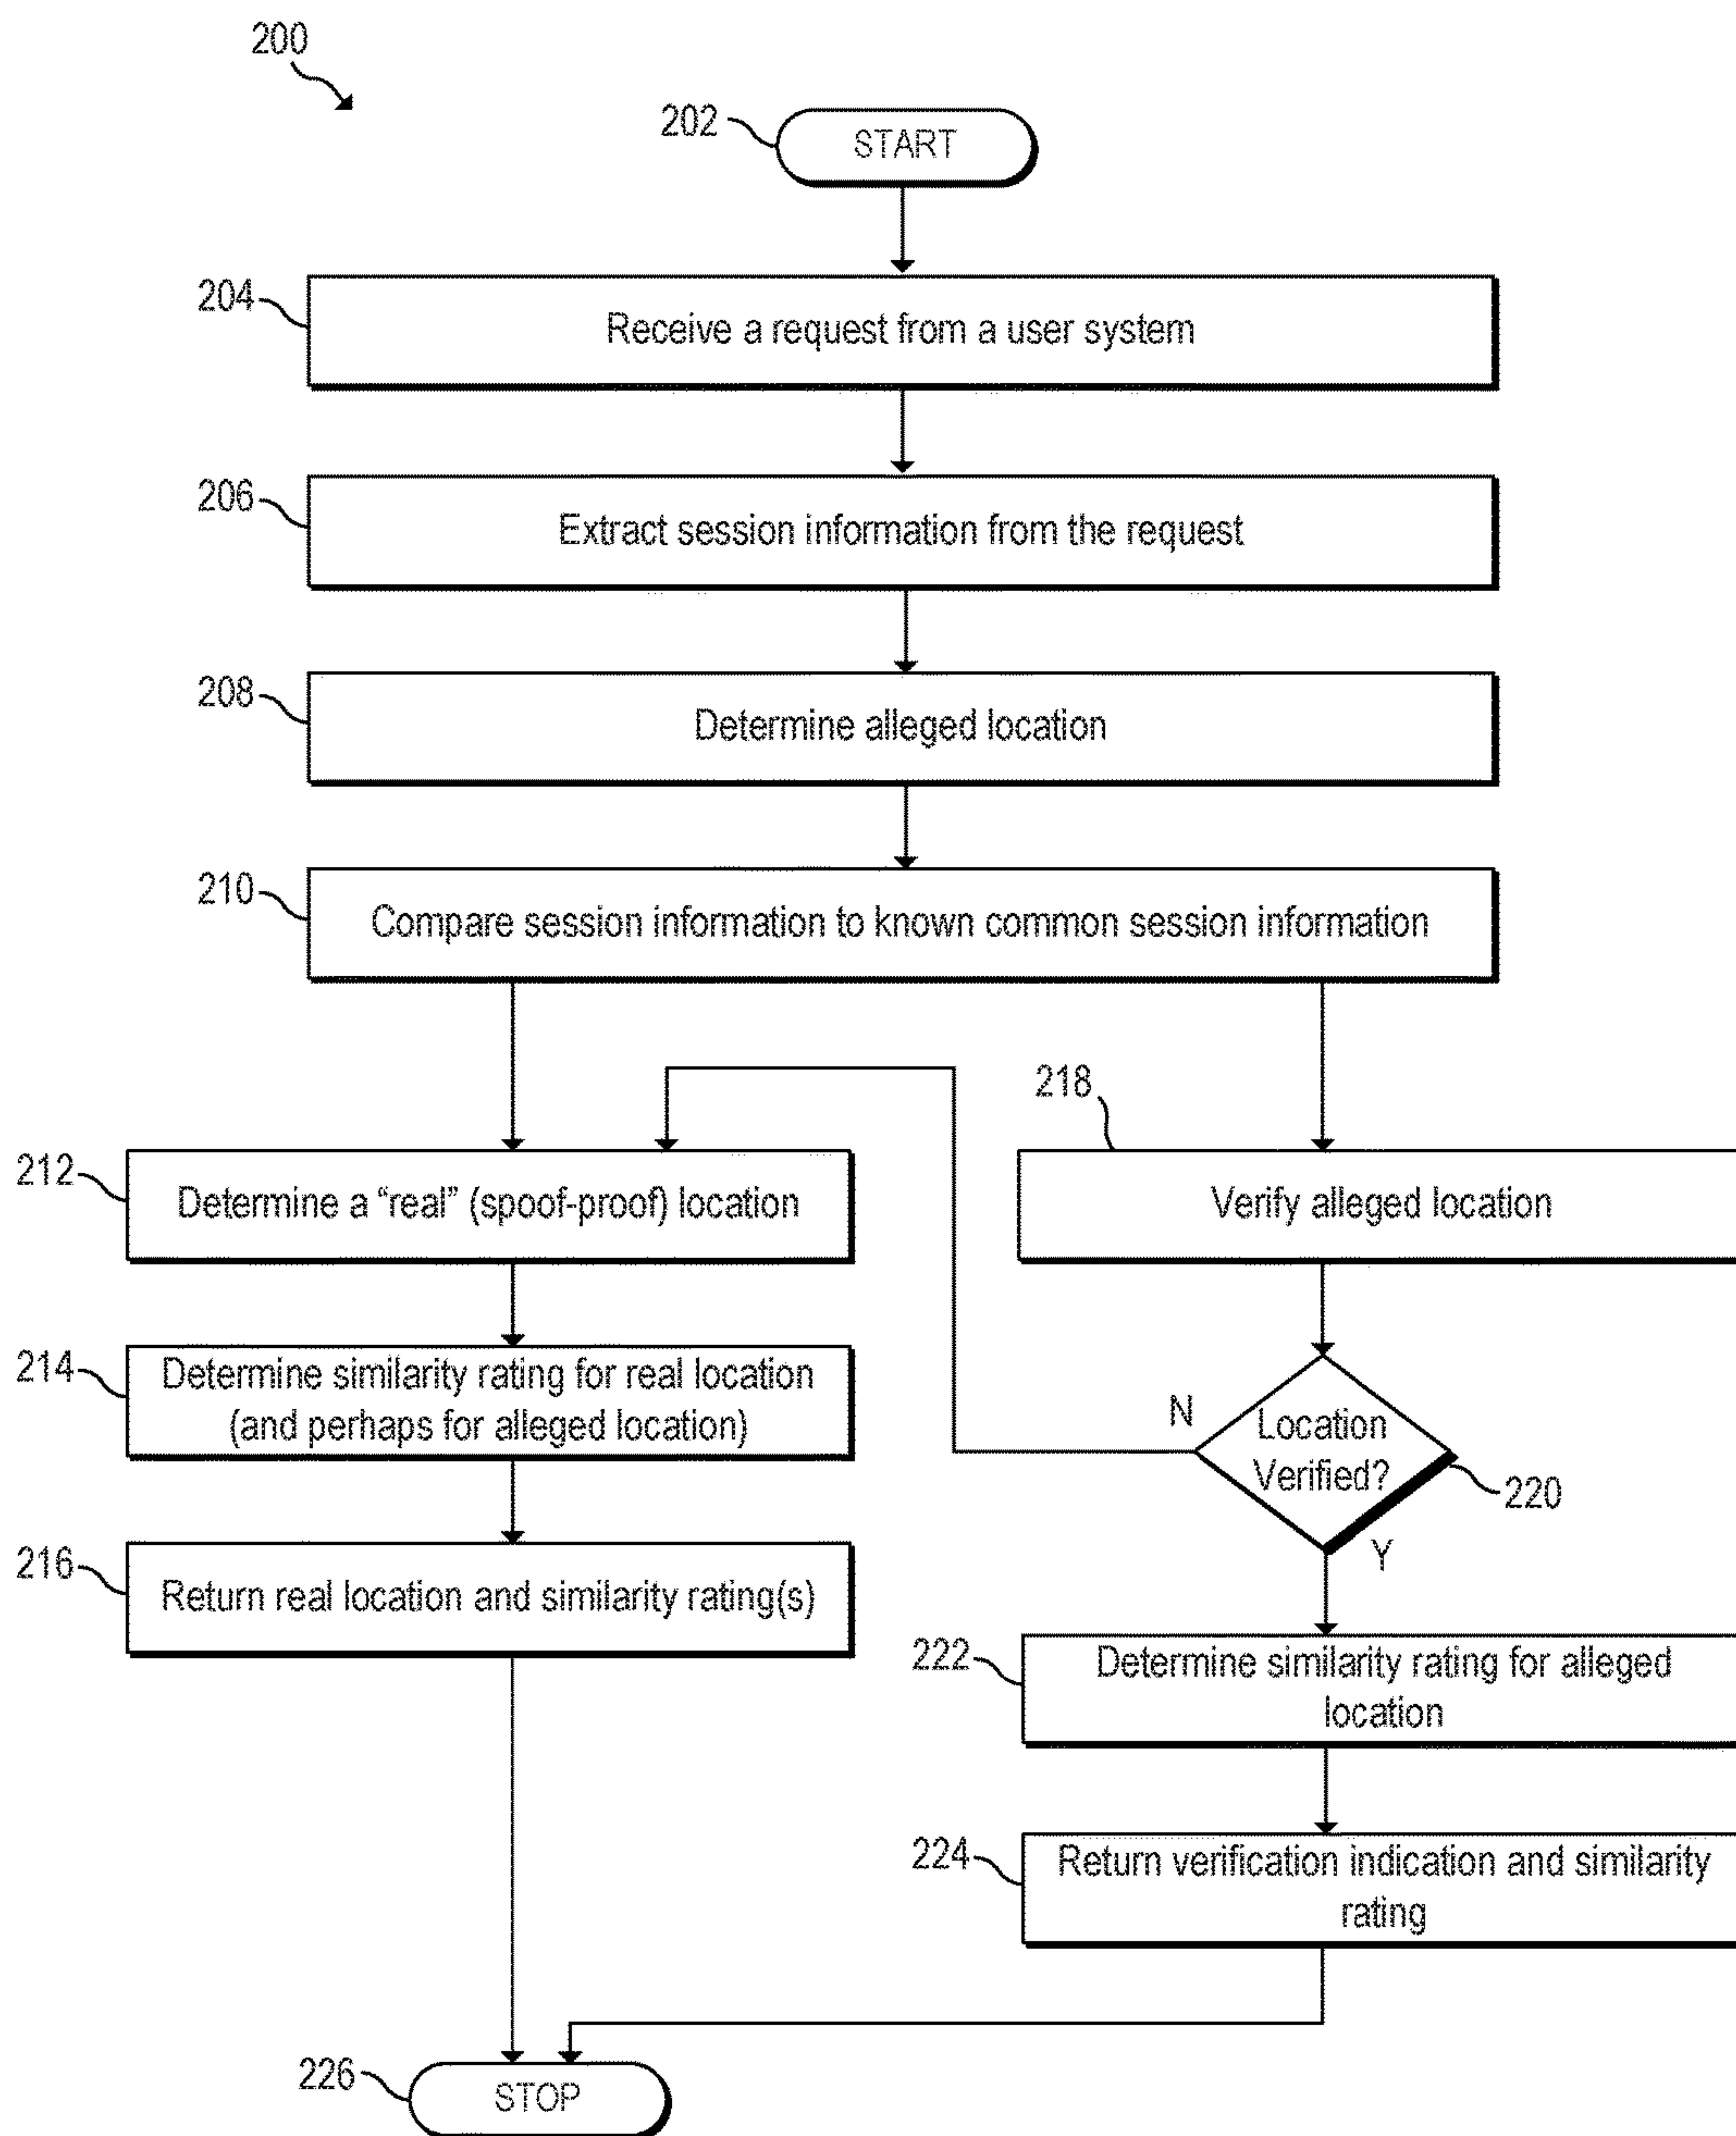 200
202
START
204
Receive a request from a user system
206
Extract session information from the request
208
Determine alleged location
210
Compare session information to known common session information
218
212
Determine a “real” (spoof-proof) location
Verify alleged location
214
Determine similarity rating for real location
(and perhaps for alleged location)
N
Location
Verified?
220
Y
216
Return real location and similarity rating(s)
222
Determine similarity rating for alleged
location
224
Return verification indication and similarity
rating
226
STOP